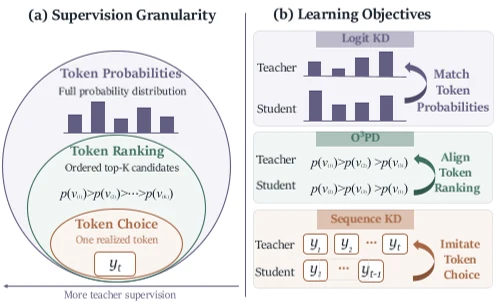 (a) Supervision Granularity
Token Probabilities
Full probability distribution
Token Ranking
Ordered top-K candidates
p(v₍₁₎)>p(v₍₂₎)>⋯>p(v₍ₖ₎)
Token Choice
One realized token
yₜ
More teacher supervision
(b) Learning Objectives
Logit KD
Teacher
Student
Match
Token
Probabilities
O³PD
Teacher
p(v₍₁₎)>p(v₍₂₎) >p(v₍ₖ₎)
Student
p(v₍₁₎)>p(v₍₂₎) >p(v₍ₖ₎)
Align
Token
Ranking
Sequence KD
Teacher y₁ y₂ ··· yₜ
Student y₁ ··· yₜ₋₁
Imitate
Token
Choice